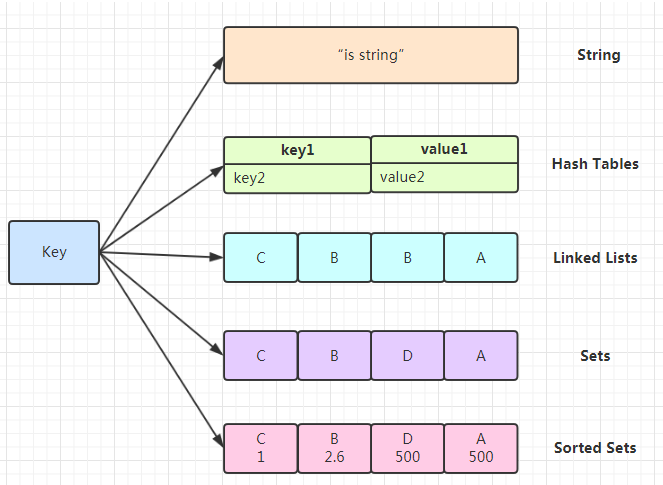 “is string”
String
key1 value1
key2 value2
Hash Tables
Key
C B B A
Linked Lists
C B D A
Sets
C B D A
1 2.6 500 500
Sorted Sets